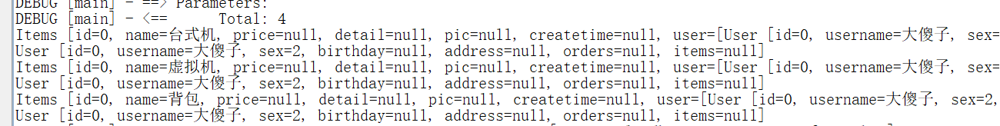 DEBUG [main] - ==> Parameters:
DEBUG [main] - <==      Total: 4
Items [id=0, name=台式机, price=null, detail=null, pic=null, createtime=null, user=[User [id=0, username=大傻子, sex=
User [id=0, username=大傻子, sex=2, birthday=null, address=null, orders=null, items=null]
Items [id=0, name=虚拟机, price=null, detail=null, pic=null, createtime=null, user=[User [id=0, username=大傻子, sex=
User [id=0, username=大傻子, sex=2, birthday=null, address=null, orders=null, items=null]
Items [id=0, name=背包, price=null, detail=null, pic=null, createtime=null, user=[User [id=0, username=大傻子, sex=2,
User [id=0, username=大傻子, sex=2, birthday=null, address=null, orders=null, items=null]